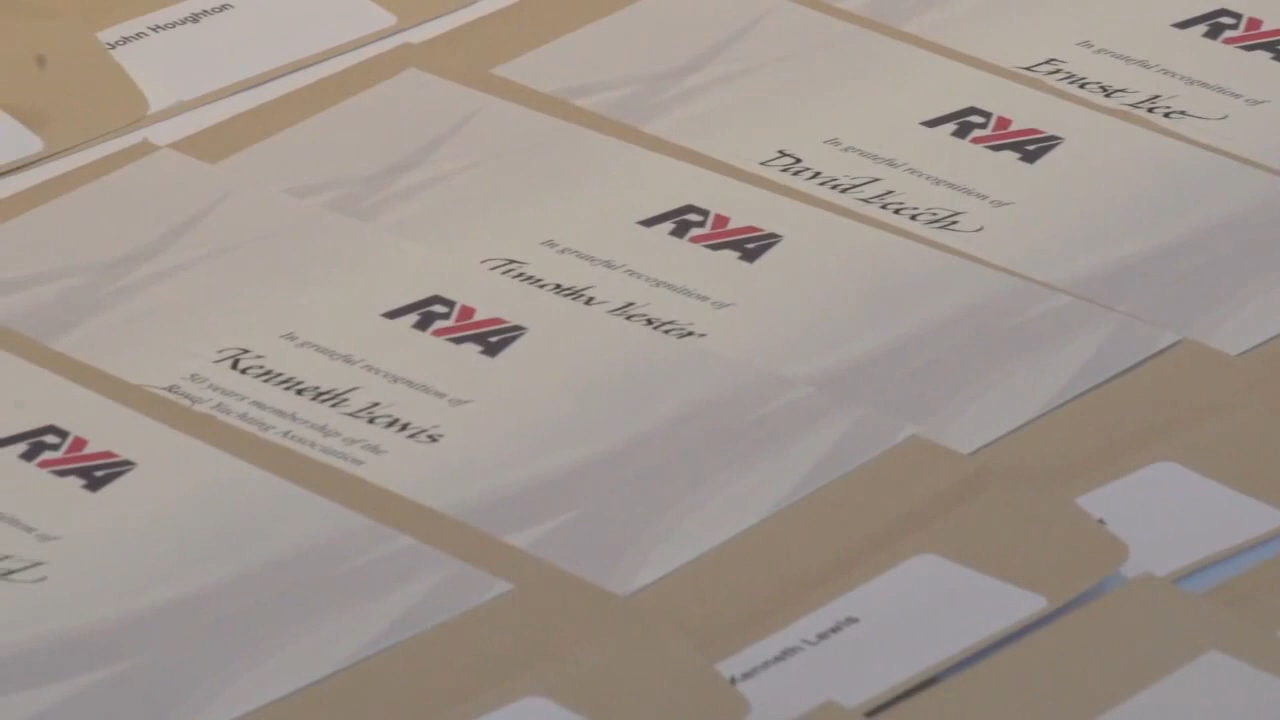 John Houghton
RYA
In grateful recognition of
Ernest Lee
RYA
In grateful recognition of
David Leech
RYA
In grateful recognition of
Timothy Lester
RYA
In grateful recognition of
Kenneth Lewis
50 years membership of the
Royal Yachting Association
RYA
of
Kenneth Lewis